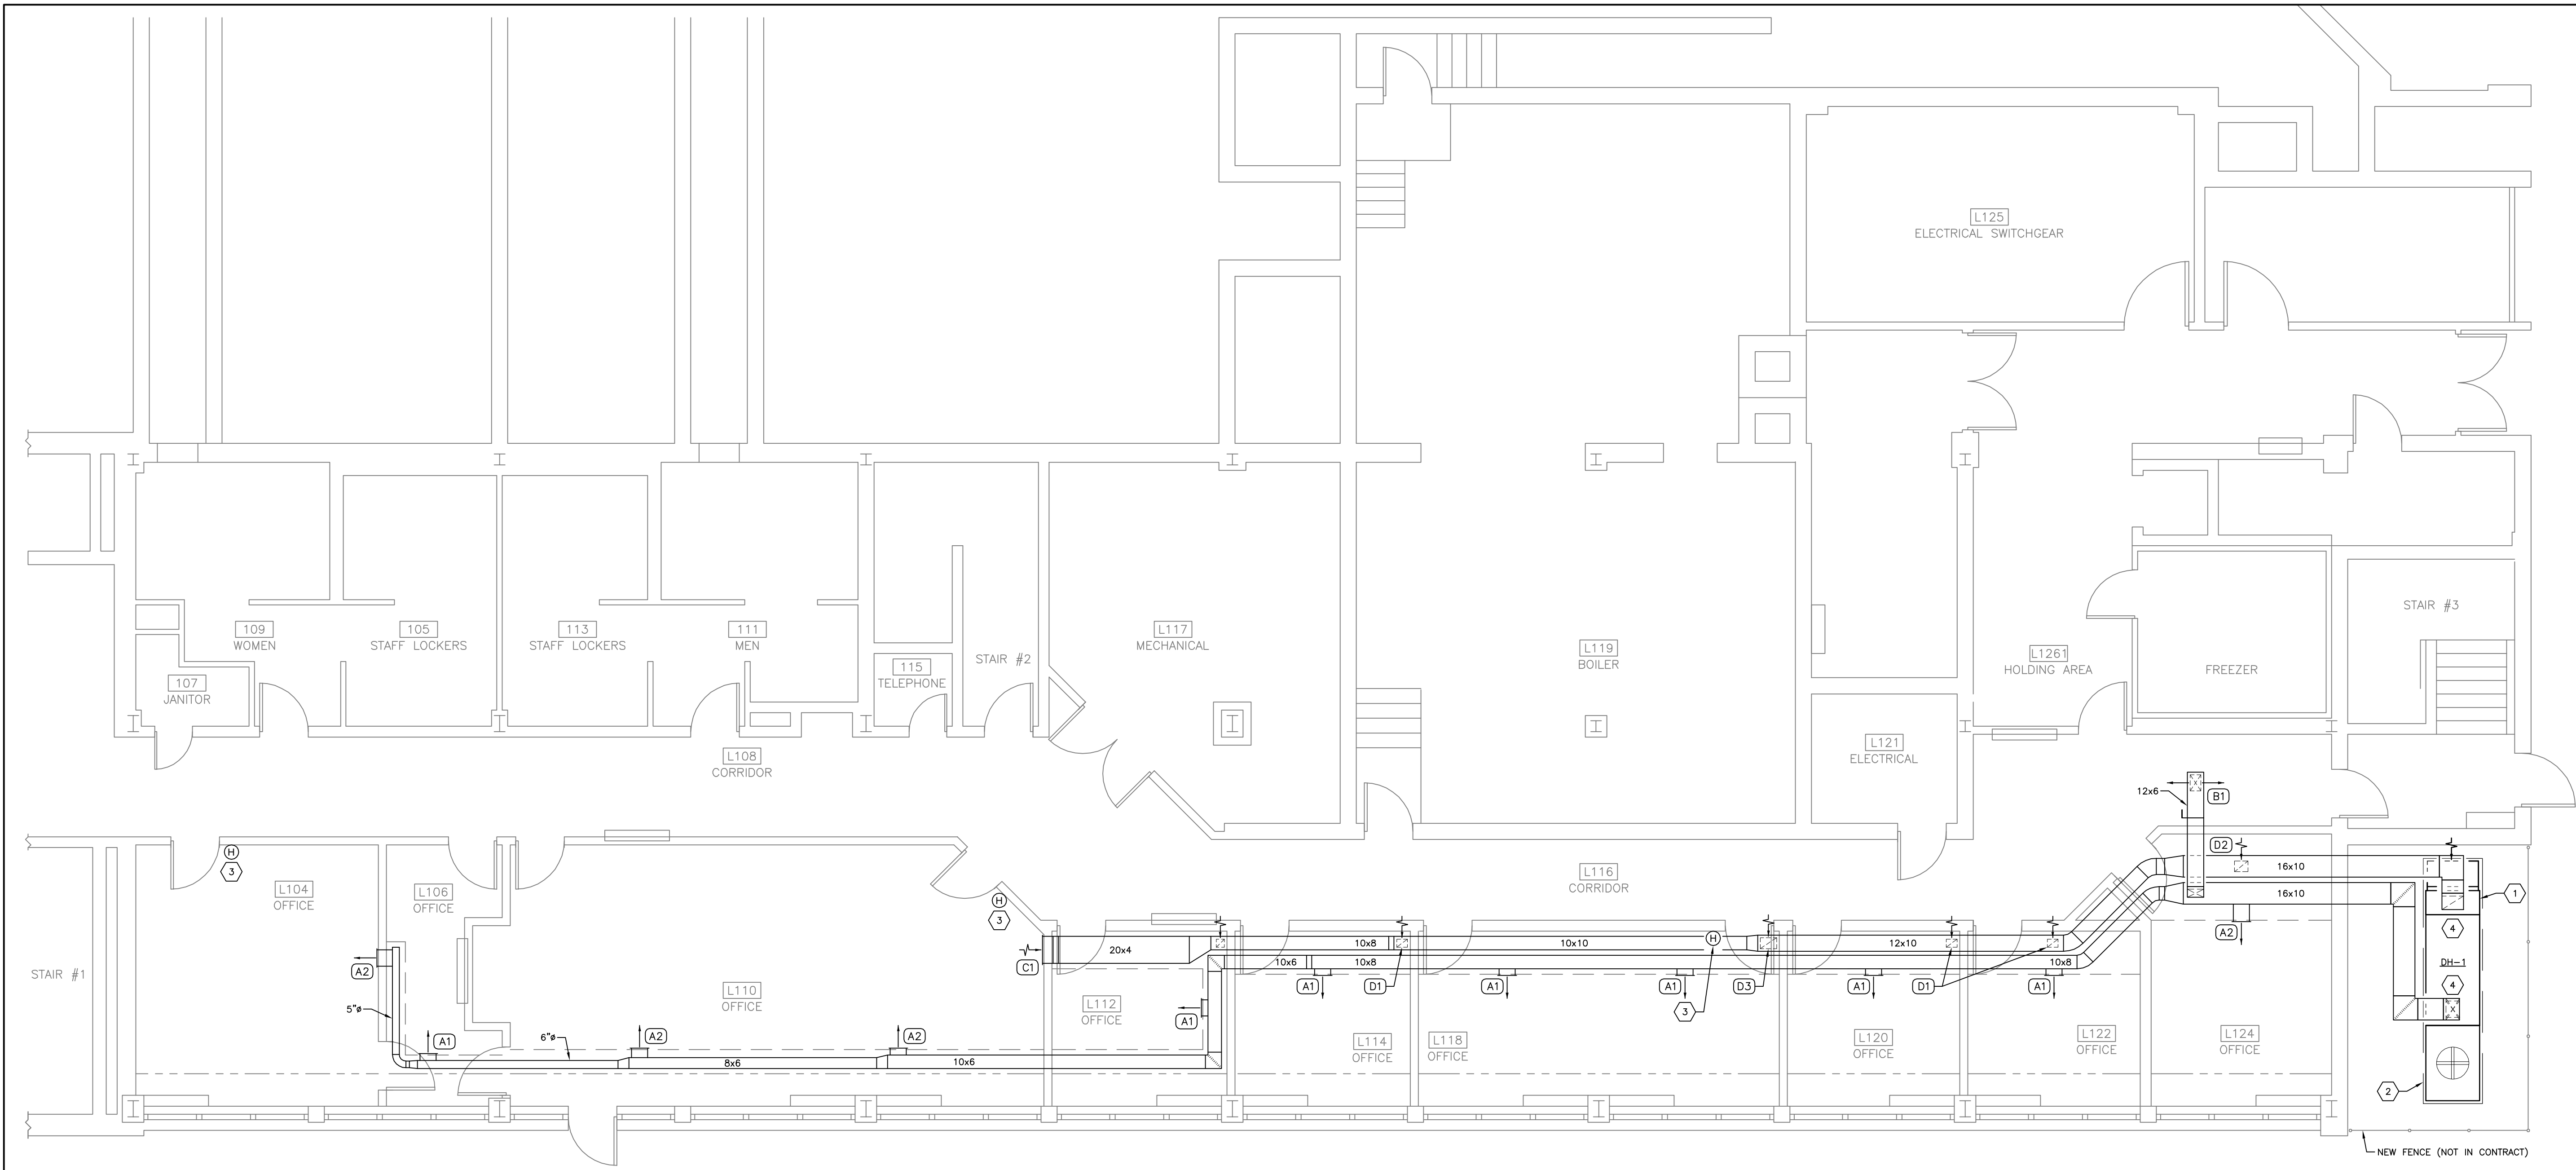 L125
ELECTRICAL SWITCHGEAR
109
WOMEN
105
STAFF LOCKERS
113
STAFF LOCKERS
111
MEN
107
JANITOR
115
TELEPHONE
STAIR #2
L117
MECHANICAL
L119
BOILER
L1261
HOLDING AREA
FREEZER
STAIR #3
L108
CORRIDOR
L121
ELECTRICAL
12x6
X
B1
D2
16x10
16x10
1
4
DH-1
4
X
2
A2
H
3
L104
OFFICE
L106
OFFICE
H
3
L116
CORRIDOR
C1
20x4
10x8
10x10
H
12x10
10x6
10x8
10x8
A1
D1
A1
A1
D3
A1
D1
A1
3
STAIR #1
A2
L110
OFFICE
L112
OFFICE
A1
5"ø
A1
6"ø
A2
8x6
A2
10x6
L114
OFFICE
L118
OFFICE
L120
OFFICE
L122
OFFICE
L124
OFFICE
NEW FENCE (NOT IN CONTRACT)